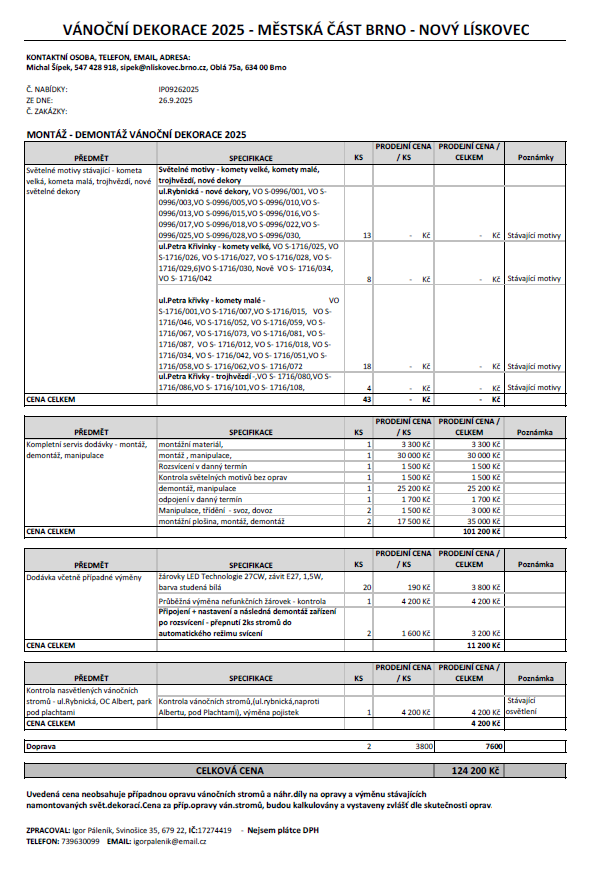 VÁNOČNÍ DEKORACE 2025 - MĚSTSKÁ ČÁST BRNO - NOVÝ LÍSKOVEC
KONTAKTNÍ OSOBA, TELEFON, EMAIL, ADRESA:
Michal Šípek, 547 428 918, sipek@nliskovec.brno.cz, Oblá 75a, 634 00 Brno
Č. NABÍDKY: IP09262025
ZE DNE: 26.9.2025
Č. ZAKÁZKY:
MONTÁŽ - DEMONTÁŽ VÁNOČNÍ DEKORACE 2025
PŘEDMĚT SPECIFIKACE KS PRODEJNÍ CENA / KS PRODEJNÍ CENA / CELKEM Poznámky
Světelné motivy stávající - kometa
velká, kometa malá, trojhvězdí, nové
světelné dekory
Světelné motivy - komety velké, komety malé,
trojhvězdí, nové dekory
ul.Rybnická - nové dekory, VO S-0996/001, VO S-
0996/003,VO S-0996/005,VO S-0996/010,VO S-
0996/013,VO S-0996/015,VO S-0996/016,VO S-
0996/017,VO S-0996/018,VO S-0996/022,VO S-
0996/025,VO S-0996/028,VO S-0996/030, 13 - Kč - Kč Stávající motivy
ul.Petra Křivinky - komety velké, VO S-1716/025, VO
S-1716/026, VO S-1716/027, VO S-1716/028, VO S-
1716/029,6)VO S-1716/030, Nově VO S- 1716/034,
VO S- 1716/042 8 - Kč - Kč Stávající motivy
ul.Petra křivky - komety malé - VO
S-1716/001,VO S-1716/007,VO S-1716/015, VO S-
1716/046, VO S-1716/052, VO S-1716/059, VO S-
1716/067, VO S-1716/073, VO S-1716/081, VO S-
1716/087, VO S-1716/012, VO S-1716/018, VO S-
1716/034, VO S-1716/042, VO S-1716/051,VO S-
1716/058,VO S-1716/062,VO S-1716/072 18 - Kč - Kč Stávající motivy
ul.Petra Křivky - trojhvězdí -,VO S- 1716/080,VO S-
1716/086,VO S-1716/101,VO S-1716/108, 4 - Kč - Kč Stávající motivy
CENA CELKEM 43 - Kč - Kč
PŘEDMĚT SPECIFIKACE KS PRODEJNÍ CENA / KS PRODEJNÍ CENA / CELKEM Poznámka
Kompletní servis dodávky - montáž,
demontáž, manipulace
montážní materiál, 1 3 300 Kč 3 300 Kč
montáž , manipulace, 1 30 000 Kč 30 000 Kč
Rozsvícení v daný termín 1 1 500 Kč 1 500 Kč
Kontrola světelných motivů bez oprav 1 1 500 Kč 1 500 Kč
demontáž, manipulace 1 25 200 Kč 25 200 Kč
odpojení v daný termín 1 1 700 Kč 1 700 Kč
Manipulace, třídění - svoz, dovoz 2 1 500 Kč 3 000 Kč
montážní plošina, montáž, demontáž 2 17 500 Kč 35 000 Kč
CENA CELKEM 101 200 Kč
PŘEDMĚT SPECIFIKACE KS PRODEJNÍ CENA / KS PRODEJNÍ CENA / CELKEM Poznámka
Dodávka včetně případné výměny
žárovky LED Technologie 27CW, závit E27, 1,5W,
barva studená bílá 20 190 Kč 3 800 Kč
Průběžná výměna nefunkčních žárovek - kontrola 1 4 200 Kč 4 200 Kč
Připojení + nastavení a následná demontáž zařízení
po rozsvícení - přepnutí 2ks stromů do
automatického režimu svícení 2 1 600 Kč 3 200 Kč
CENA CELKEM 11 200 Kč
PŘEDMĚT SPECIFIKACE KS PRODEJNÍ CENA / KS PRODEJNÍ CENA / CELKEM Poznámka
Kontrola nasvětlených vánočních
stromů - ul.Rybnická, OC Albert, park
pod plachtami
Kontrola vánočních stromů,(ul.rybnická,naproti
Albertu, pod Plachtami), výměna pojistek 1 4 200 Kč 4 200 Kč Stávající osvětlení
CENA CELKEM 4 200 Kč
Doprava 2 3800 7600
CELKOVÁ CENA 124 200 Kč
Uvedená cena neobsahuje případnou opravu vánočních stromů a náhr.díly na opravy a výměnu stávajících
namontovaných svět.dekorací.Cena za příp.opravy ván.stromů, budou kalkulovány a vystaveny zvlášť dle skutečnosti oprav.
ZPRACOVAL: Igor Páleník, Svinošice 35, 679 22, IČ:17274419 - Nejsem plátce DPH
TELEFON: 739630099 EMAIL: igorpalenik@email.cz